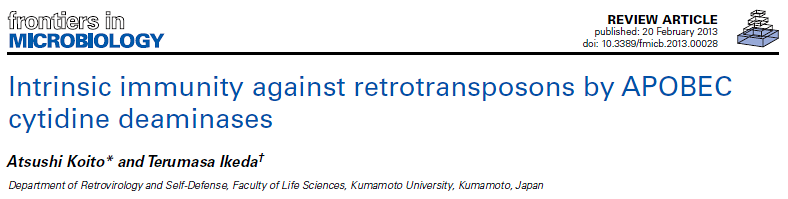 frontiers in
MICROBIOLOGY
REVIEW ARTICLE
published: 20 February 2013
doi: 10.3389/fmicb.2013.00028
Intrinsic immunity against retrotransposons by APOBEC
cytidine deaminases
Atsushi Koito* and Terumasa Ikeda†
Department of Retrovirology and Self-Defense, Faculty of Life Sciences, Kumamoto University, Kumamoto, Japan